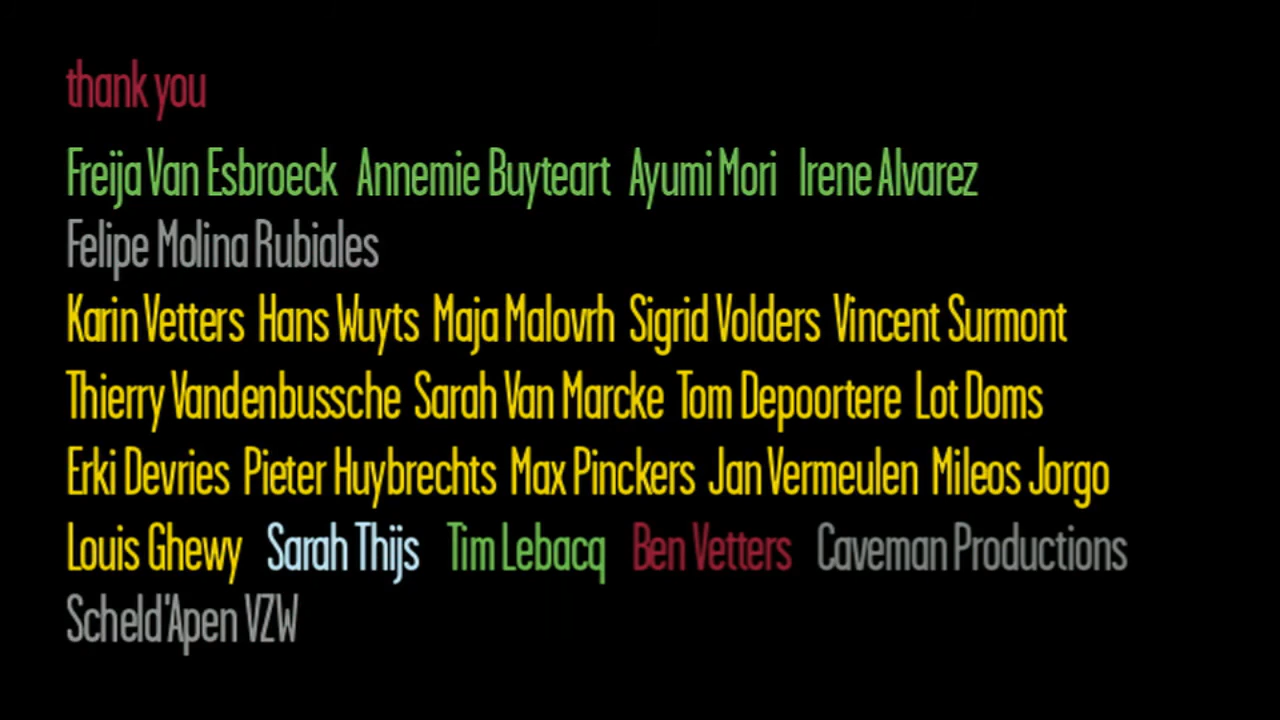 thank you
Freija Van Esbroeck Annemie Buyteart Ayumi Mori Irene Alvarez
Felipe Molina Rubiales
Karin Vetters Hans Wuyts Maja Malovrh Sigrid Volders Vincent Surmont
Thierry Vandenbussche Sarah Van Marcke Tom Depoortere Lot Doms
Erki Devries Pieter Huybrechts Max Pinckers Jan Vermeulen Mileos Jorgo
Louis Ghewy Sarah Thijs Tim Lebacq Ben Vetters Caveman Productions
Scheld'Apen VZW